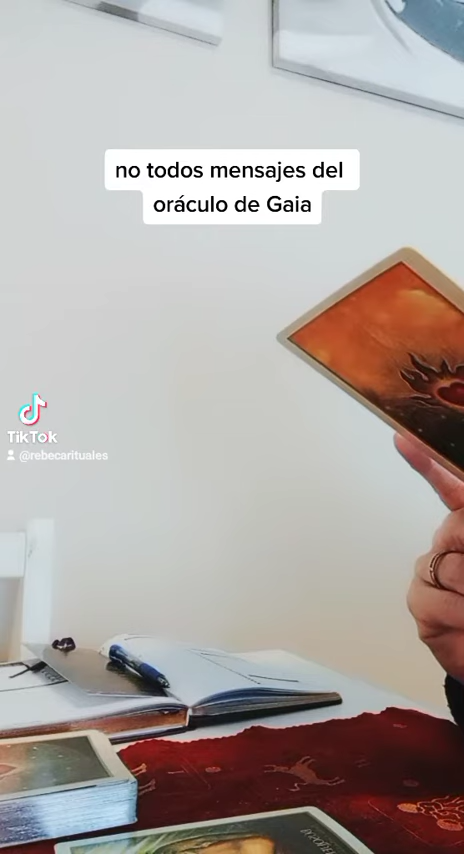 no todos mensajes del
oráculo de Gaia
TikTok
@rebecarituales